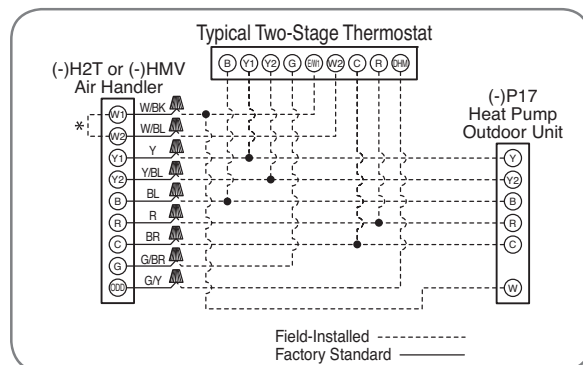 Typical Two-Stage Thermostat
B Y1 Y2 G E/W1 W2 C R DHM
(-)H2T or (-)HMV
Air Handler
(-)P17
Heat Pump
Outdoor Unit
W1 W/BK
*
W2 W/BL
Y1 Y Y
Y2 Y/BL Y2
B BL B
R R R
C BR C
G G/BR
ODD G/Y
W
Field-Installed
Factory Standard